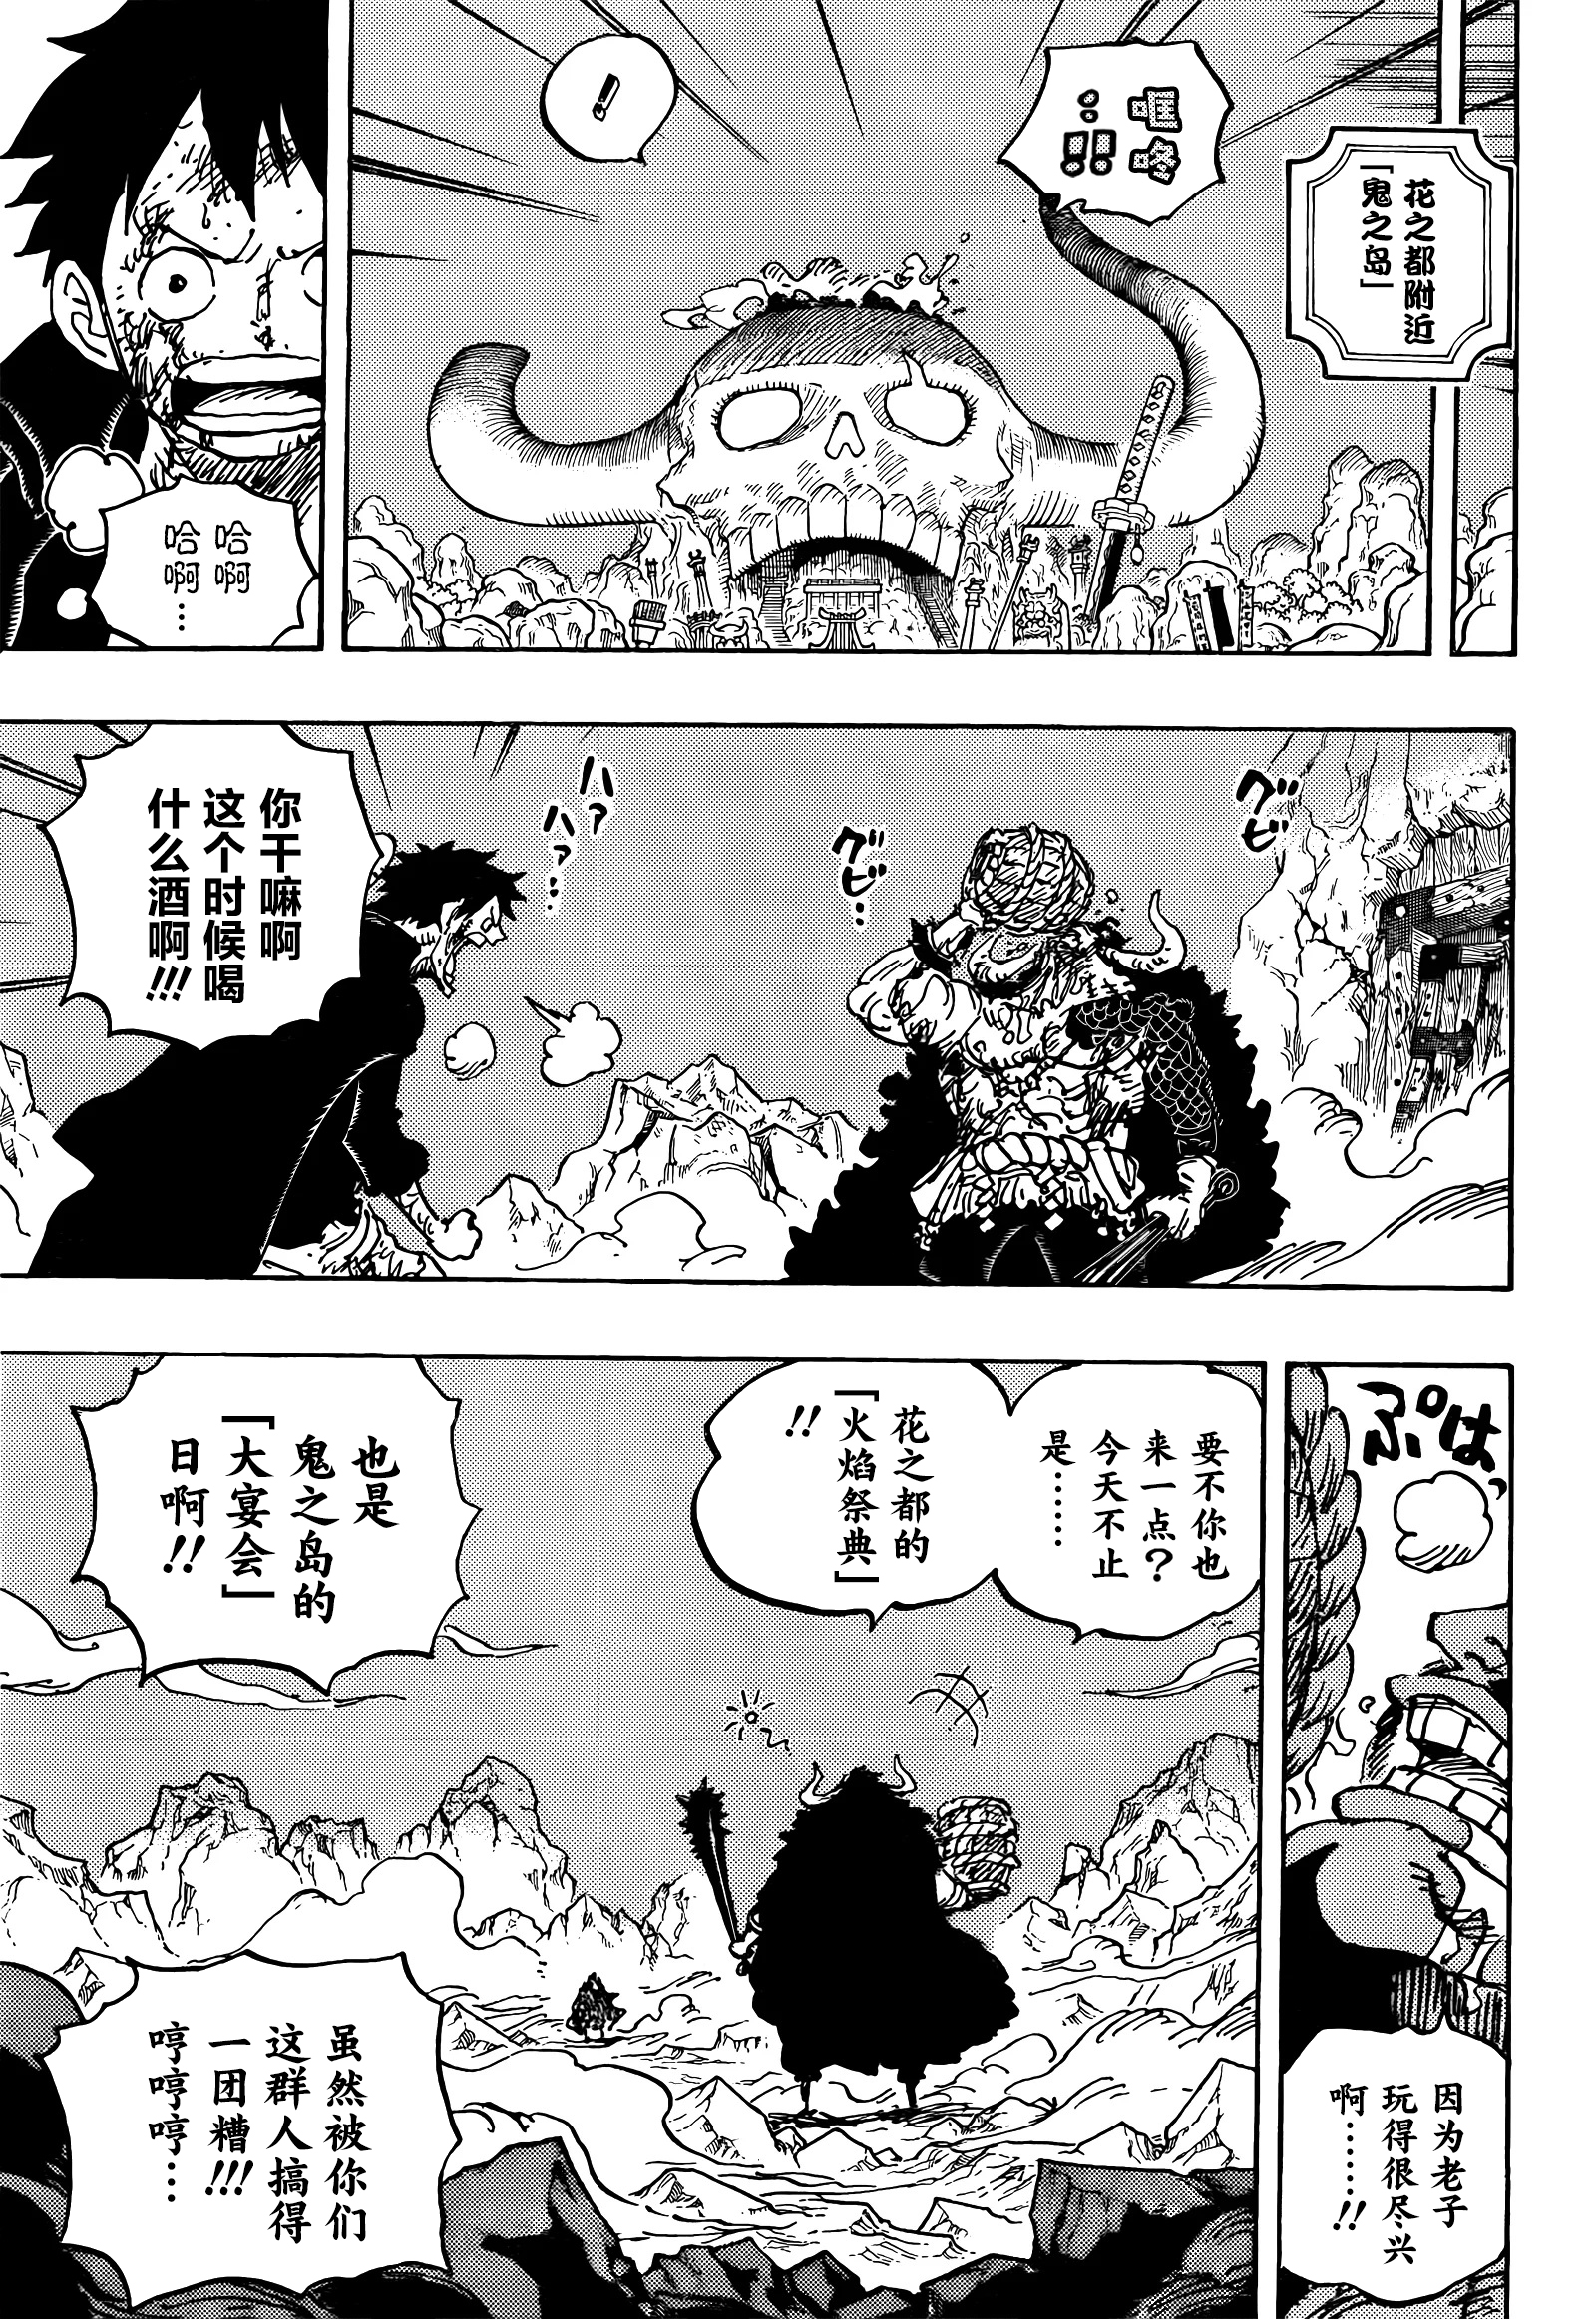 花之都附近
「鬼之岛」
哐咚
…!!!
!
哈啊
哈啊
…
グビ
グビ…
ハァ
ハァ…
你干嘛啊
这个时候喝
什么酒啊!!!
ぷはっ
因为老子
玩得很尽兴
啊……!!
要不你也
来一点?
今天不止
是……
花之都的
「火焰祭典」
!!
也是
鬼之岛的
「大宴会」
日啊!!
虽然被你们
这群人搞得
一团糟!!!
哼哼哼…